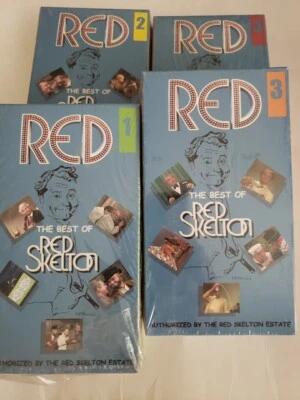 RED
2
THE BEST OF
RED
RED
RED
1
THE BEST OF
RED
SKELTON
AUTHORIZED BY THE RED SKELTON ESTATE
RED
3
THE BEST OF
RED
SKELTON
AUTHORIZED BY THE RED SKELTON ESTATE